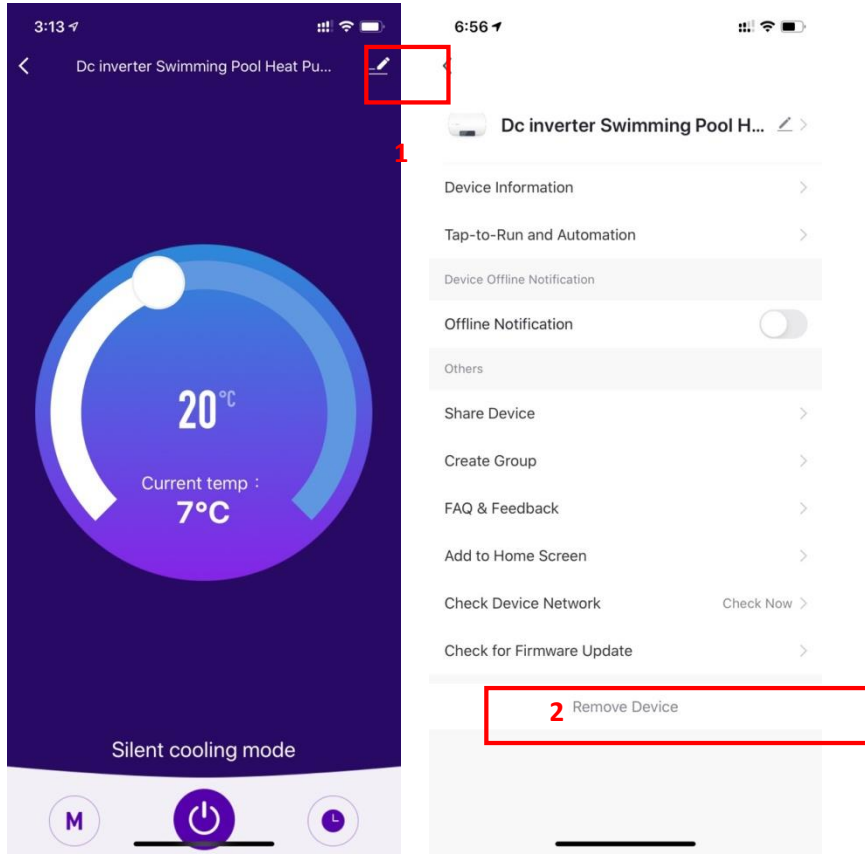 3:13
Dc inverter Swimming Pool Heat Pu...
1
20°C
Current temp :
7°C
Silent cooling mode
M
6:56
Dc inverter Swimming Pool H...
Device Information
Tap-to-Run and Automation
Device Offline Notification
Offline Notification
Others
Share Device
Create Group
FAQ & Feedback
Add to Home Screen
Check Device Network Check Now
Check for Firmware Update
2 Remove Device